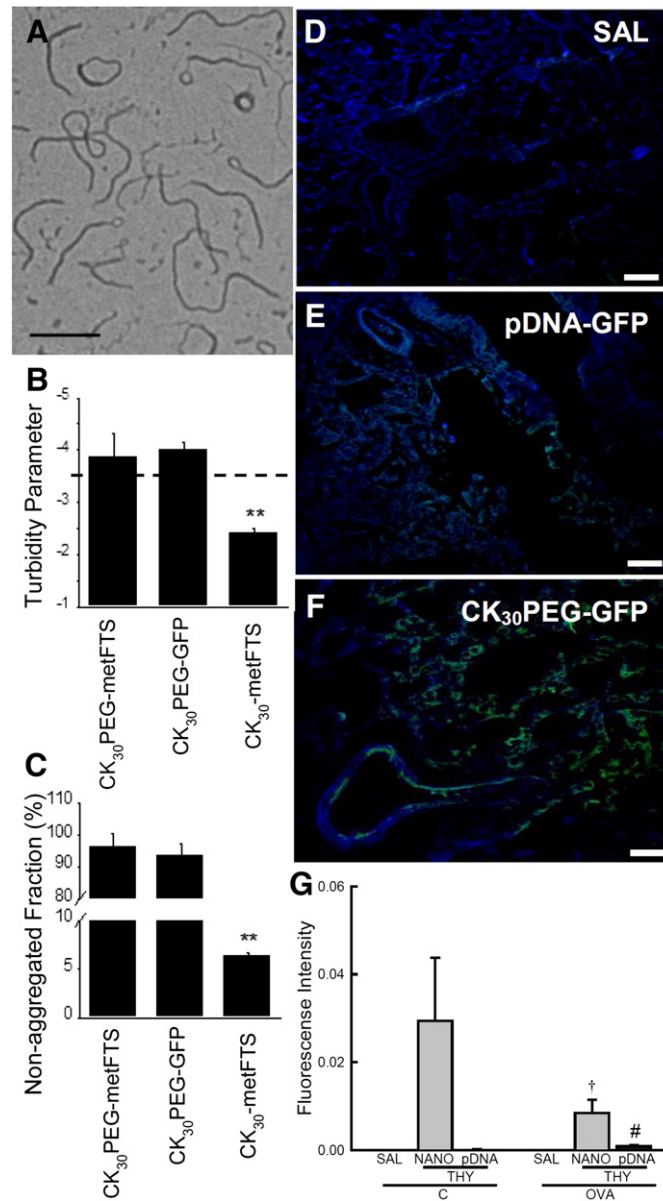 A
B
Turbidity Parameter
-5
-4
-3
-2
-1
**
CK30PEG-metFTS
CK30PEG-GFP
CK30-metFTS
C
Non-aggregated Fraction (%)
110
100
90
80
10
5
0
**
CK30PEG-metFTS
CK30PEG-GFP
CK30-metFTS
D
SAL
E
pDNA-GFP
F
CK30PEG-GFP
G
Fluorescense Intensity
0.06
0.04
0.02
0.00
†
#
SAL NANO pDNA SAL NANO pDNA
THY THY
C OVA